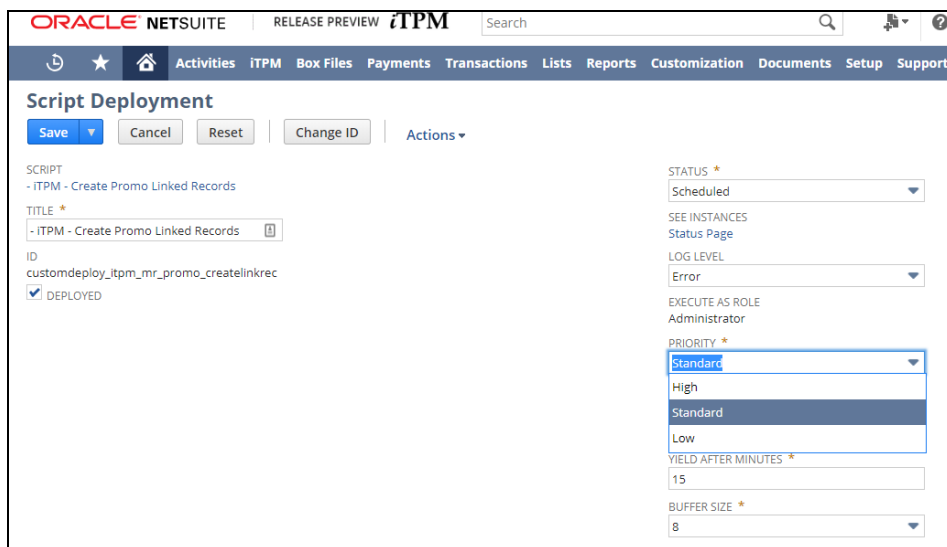 ORACLE NETSUITE RELEASE PREVIEW iTPM Search
Activities iTPM Box Files Payments Transactions Lists Reports Customization Documents Setup Support
Script Deployment
Save Cancel Reset Change ID Actions
SCRIPT
- iTPM - Create Promo Linked Records
TITLE *
- iTPM - Create Promo Linked Records
ID
customdeploy_itpm_mr_promo_createlinkrec
DEPLOYED
STATUS *
Scheduled
SEE INSTANCES
Status Page
LOG LEVEL
Error
EXECUTE AS ROLE
Administrator
PRIORITY *
Standard
High
Standard
Low
YIELD AFTER MINUTES *
15
BUFFER SIZE *
8